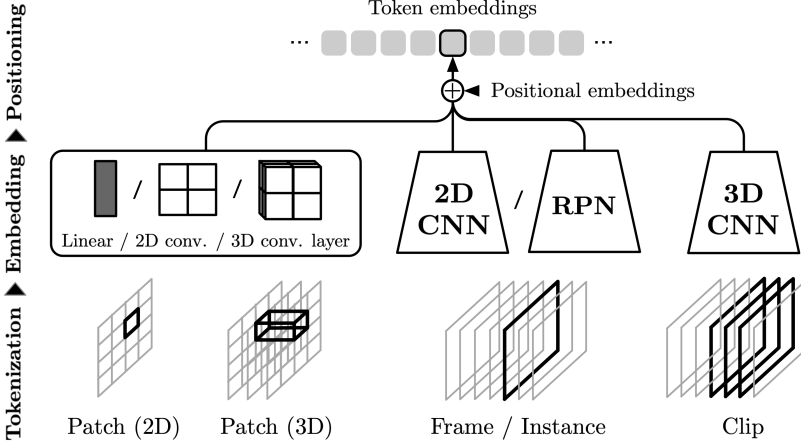 Token embeddings
... ...
+ Positional embeddings
/ /
Linear / 2D conv. / 3D conv. layer
2D CNN
/
RPN
3D CNN
Patch (2D)
Patch (3D)
Frame / Instance
Clip
Tokenization ▶ Embedding ▶ Positioning